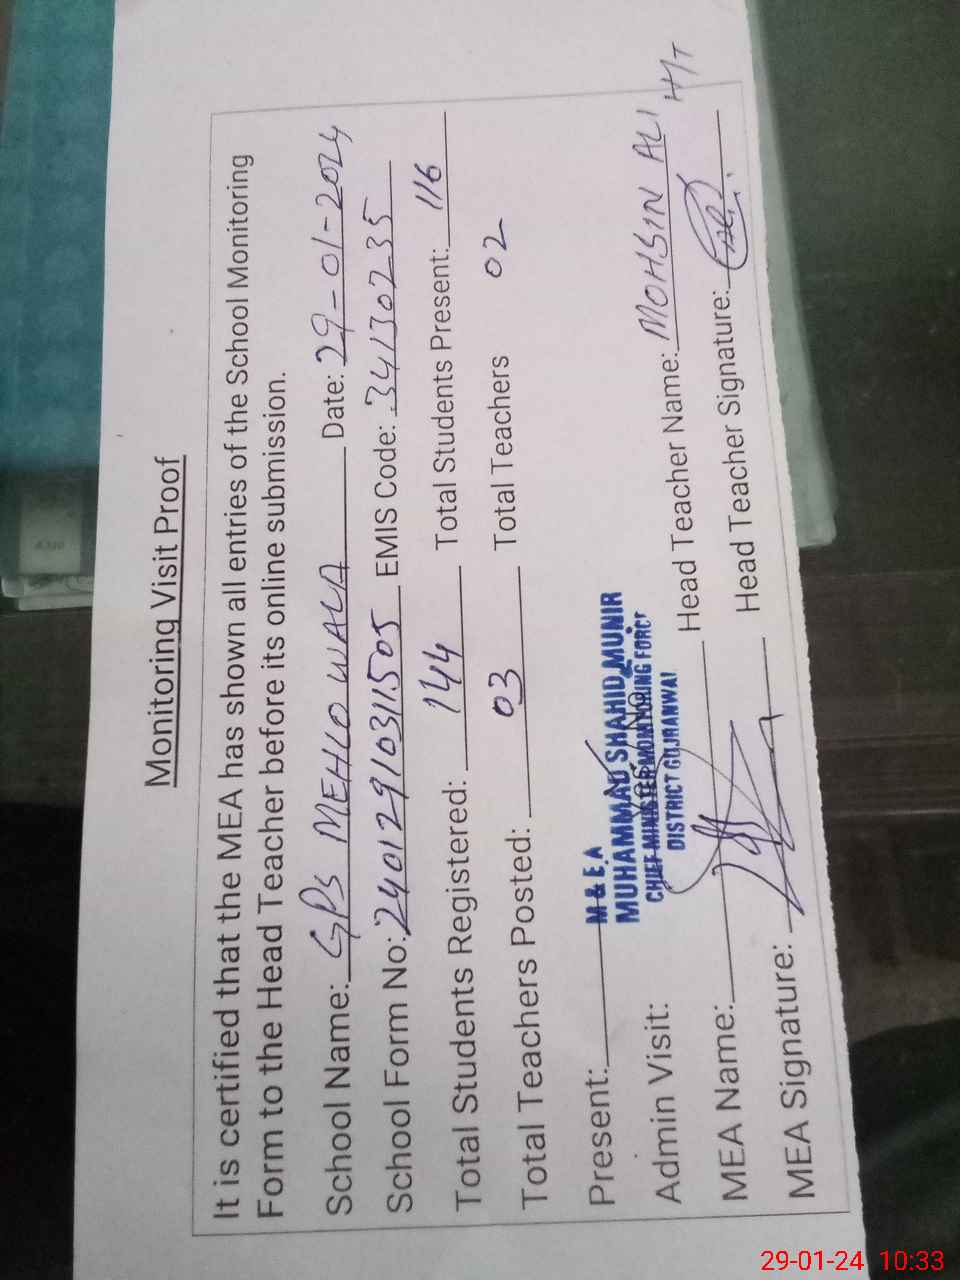 Monitoring Visit Proof
It is certified that the MEA has shown all entries of the School Monitoring
Form to the Head Teacher before its online submission.
School Name: GPS MEHLO WALA Date: 29-01-2024
School Form No: 24012910311505 EMIS Code: 34130235
Total Students Registered: 144 Total Students Present: 116
Total Teachers Posted: 03 Total Teachers 02
Present:
M & E.A
MUHAMMAD SHAHID MUNIR
CHIEF MINISTER MONITORING FORCE
DISTRICT GUJRANWAL
Admin Visit:
MEA Name: Head Teacher Name: MOHSIN ALI H/T
MEA Signature: Head Teacher Signature:
29-01-24 10:33